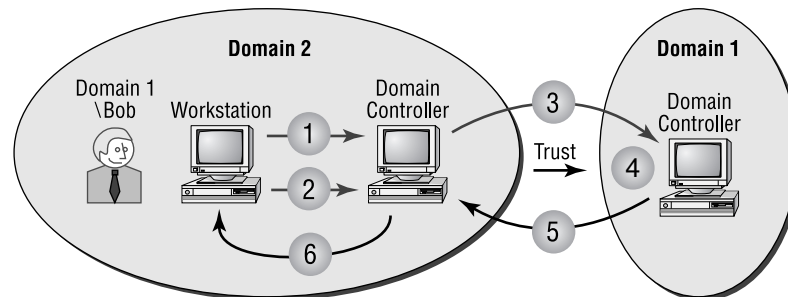 Domain 2
Domain 1
Domain 1
\Bob
Workstation
Domain
Controller
Domain
Controller
1
2
3
Trust
4
5
6